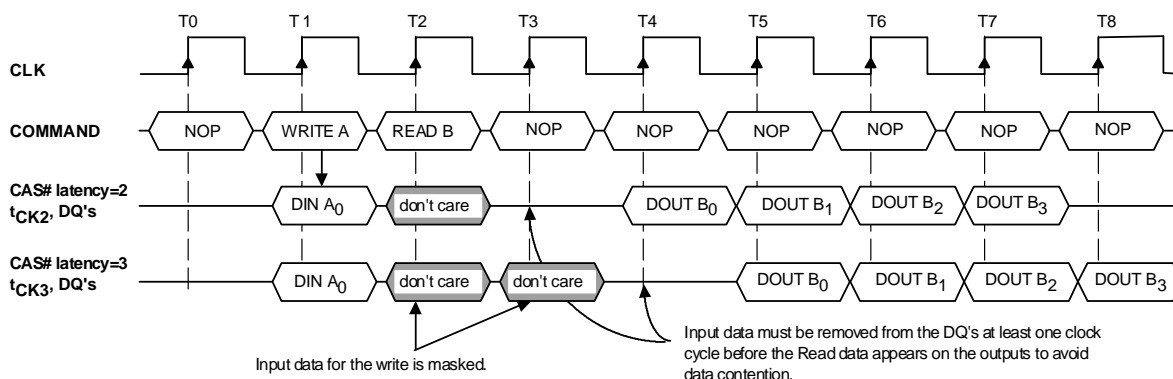 T0 T1 T2 T3 T4 T5 T6 T7 T8
CLK
COMMAND NOP WRITE A READ B NOP NOP NOP NOP NOP NOP
CAS# latency=2
tCK2, DQ's DIN A0 don't care DOUT B0 DOUT B1 DOUT B2 DOUT B3
CAS# latency=3
tCK3, DQ's DIN A0 don't care don't care DOUT B0 DOUT B1 DOUT B2 DOUT B3
Input data for the write is masked.
Input data must be removed from the DQ's at least one clock
cycle before the Read data appears on the outputs to avoid
data contention.